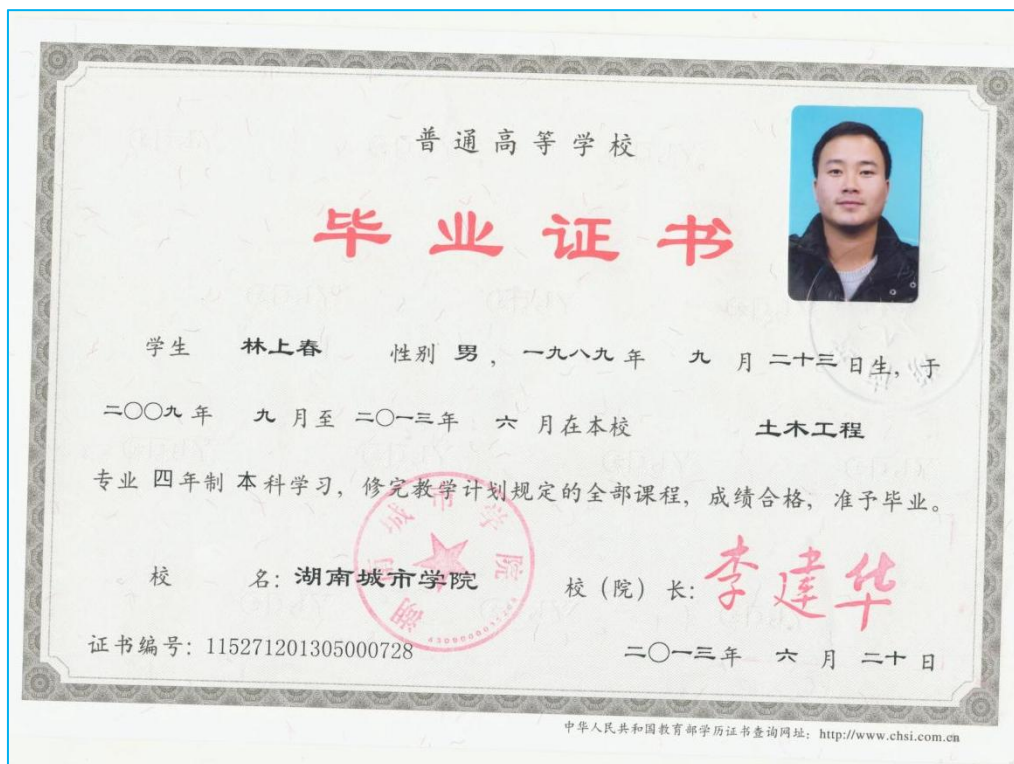 普通高等学校
毕业证书
学生 林上春 性别 男，一九八九年 九 月 二十三 日生，于
二〇〇九年 九 月至 二〇一三年 六 月在本校 土木工程
专业 四年制 本科学习，修完教学计划规定的全部课程，成绩合格，准予毕业。
校 名：湖南城市学院 校（院）长：李建华
湖南城市学院
证书编号：115271201305000728 二〇一三年 六 月 二十 日
中华人民共和国教育部学历证书查询网址：http://www.chsi.com.cn